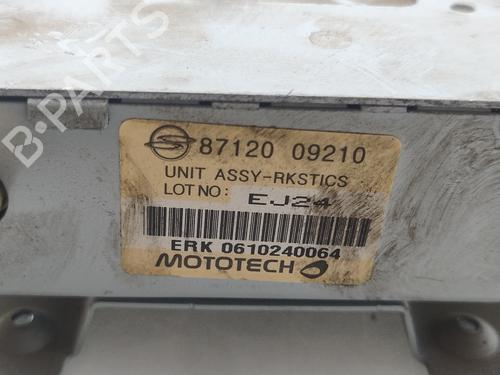 B-PARTS
87120 09210
UNIT ASSY-RKSTICS
LOT NO: EJ24
ERK 0610240064
MOTOTECH